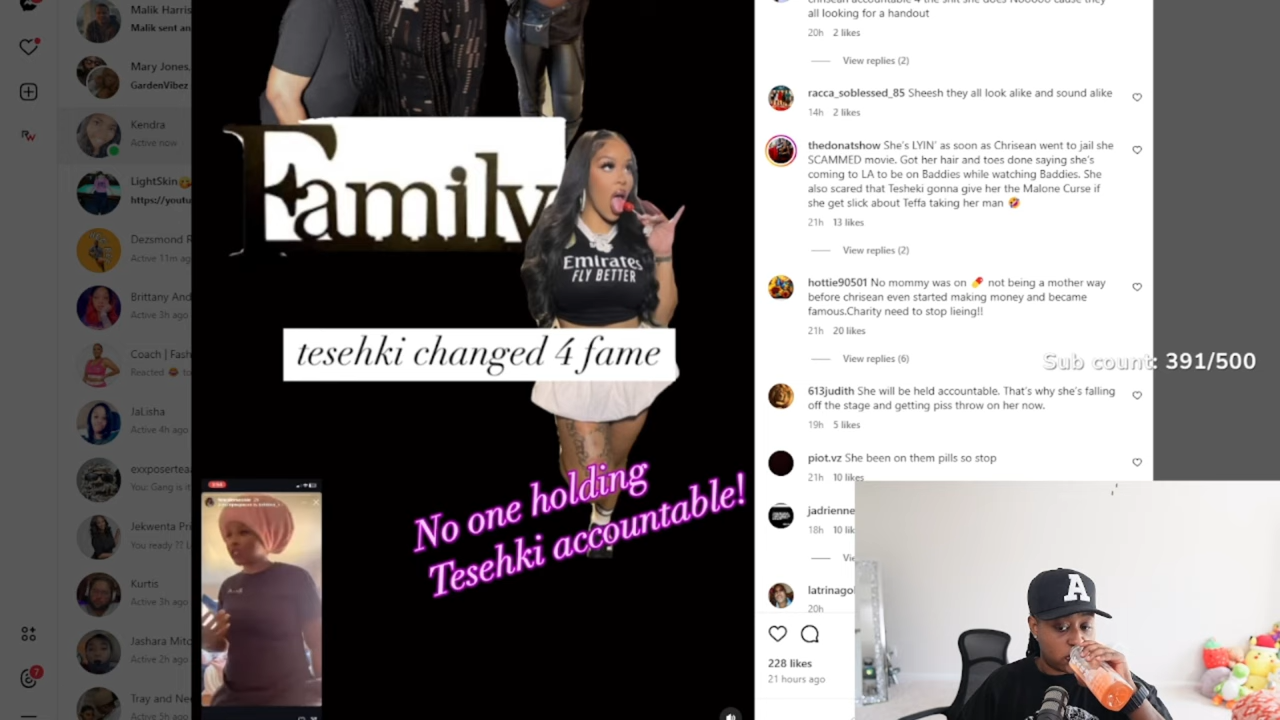 Malik Harris
Malik sent an
Mary Jones,
GardenVibez
Kendra
Active now
LightSkin
https://youtu
Dezsmond R
Active 11m ag
Brittany And
Active 3h ago
Coach | Fash
Reacted to
JaLisha
Active 4h ago
exxposertea
You: Gang is it
Jekwenta Pri
You ready ?? L
Kurtis
Active 3h ago
Jashara Mito
Active 2h ago
Tray and Ne
Active 5h ago
7
RW
Family
Emirates
FLY BETTER
tesehki changed 4 fame
No one holding
Tesehki accountable!
chrisean accountable 4 the shit she does Nooooo cause they
all looking for a handout
20h 2 likes
View replies (2)
racca_soblessed_85 Sheesh they all look alike and sound alike
14h 2 likes
thedonatshow She's LYIN' as soon as Chrisean went to jail she
SCAMMED movie. Got her hair and toes done saying she's
coming to LA to be on Baddies while watching Baddies. She
also scared that Tesheki gonna give her the Malone Curse if
she get slick about Teffa taking her man 🤣
21h 13 likes
View replies (2)
hottie90501 No mommy was on 💊 not being a mother way
before chrisean even started making money and became
famous.Charity need to stop lieing!!
21h 20 likes
View replies (6)
613judith She will be held accountable. That's why she's falling
off the stage and getting piss throw on her now.
19h 5 likes
piot.vz She been on them pills so stop
21h 10 likes
jadrienne
18h 10 lik
Vie
latrinago
20h
228 likes
21 hours ago
Sub count: 391/500
A